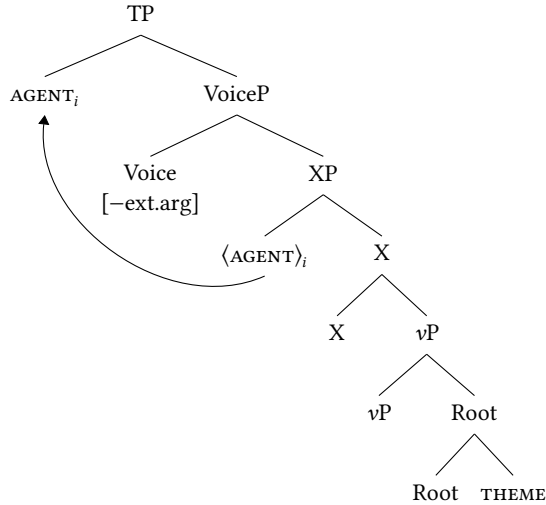 TP
AGENTᵢ VoiceP
Voice XP
[−ext.arg]
⟨AGENT⟩ᵢ X
X vP
vP Root
Root THEME